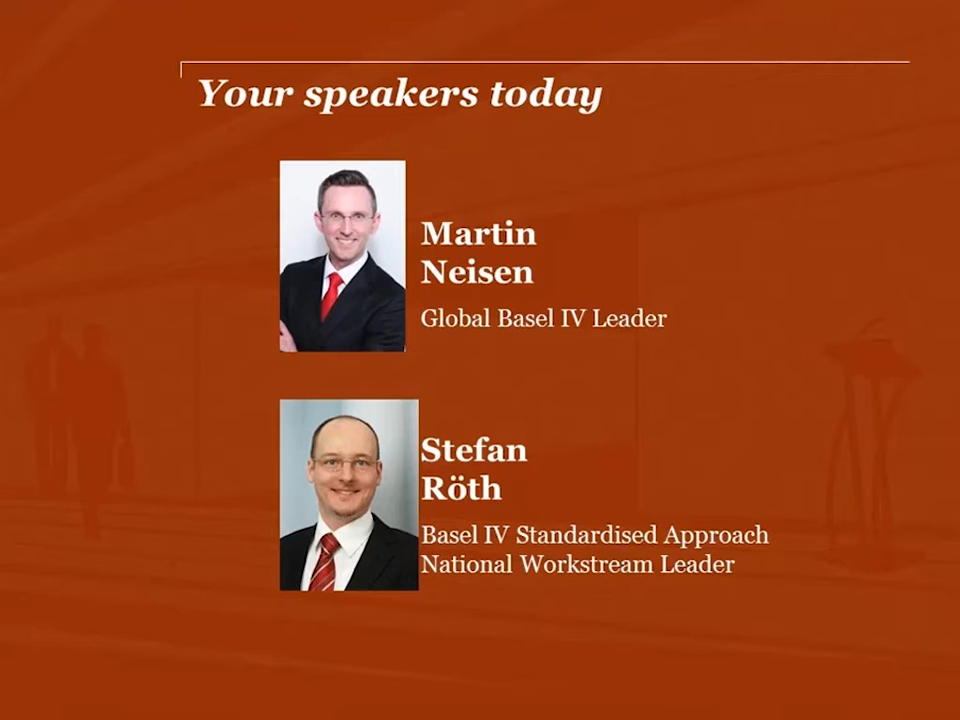 Your speakers today
Martin
Neisen
Global Basel IV Leader
Stefan
Röth
Basel IV Standardised Approach
National Workstream Leader